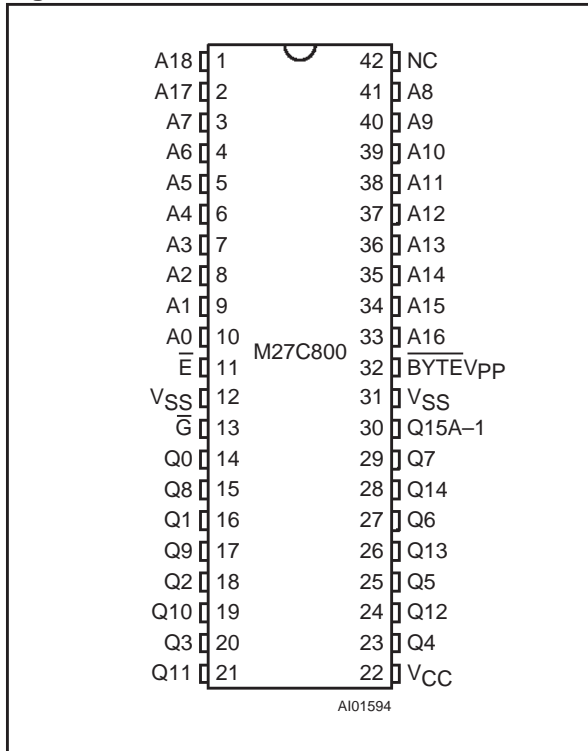 A18 1 42 NC
A17 2 41 A8
A7 3 40 A9
A6 4 39 A10
A5 5 38 A11
A4 6 37 A12
A3 7 36 A13
A2 8 35 A14
A1 9 34 A15
A0 10 33 A16
M27C800
E̅ 11 32 B̅Y̅T̅E̅VPP
VSS 12 31 VSS
G̅ 13 30 Q15A–1
Q0 14 29 Q7
Q8 15 28 Q14
Q1 16 27 Q6
Q9 17 26 Q13
Q2 18 25 Q5
Q10 19 24 Q12
Q3 20 23 Q4
Q11 21 22 VCC
AI01594